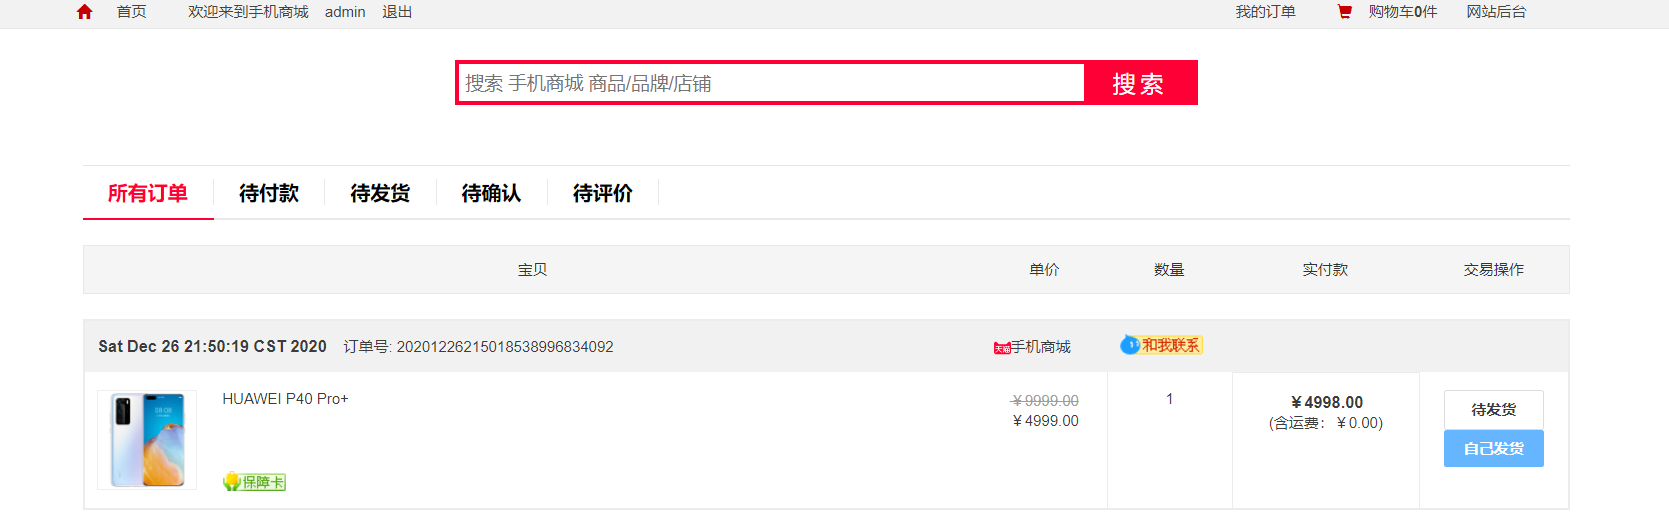 首页 欢迎来到手机商城 admin 退出 我的订单 购物车0件 网站后台
搜索 手机商城 商品/品牌/店铺 搜索
所有订单 待付款 待发货 待确认 待评价
宝贝 单价 数量 实付款 交易操作
Sat Dec 26 21:50:19 CST 2020 订单号: 20201226215018538996834092 天猫手机商城 和我联系
HUAWEI P40 Pro+ ￥9999.00 1 ￥4998.00 待发货
￥4999.00 (含运费：￥0.00)
自己发货
保障卡